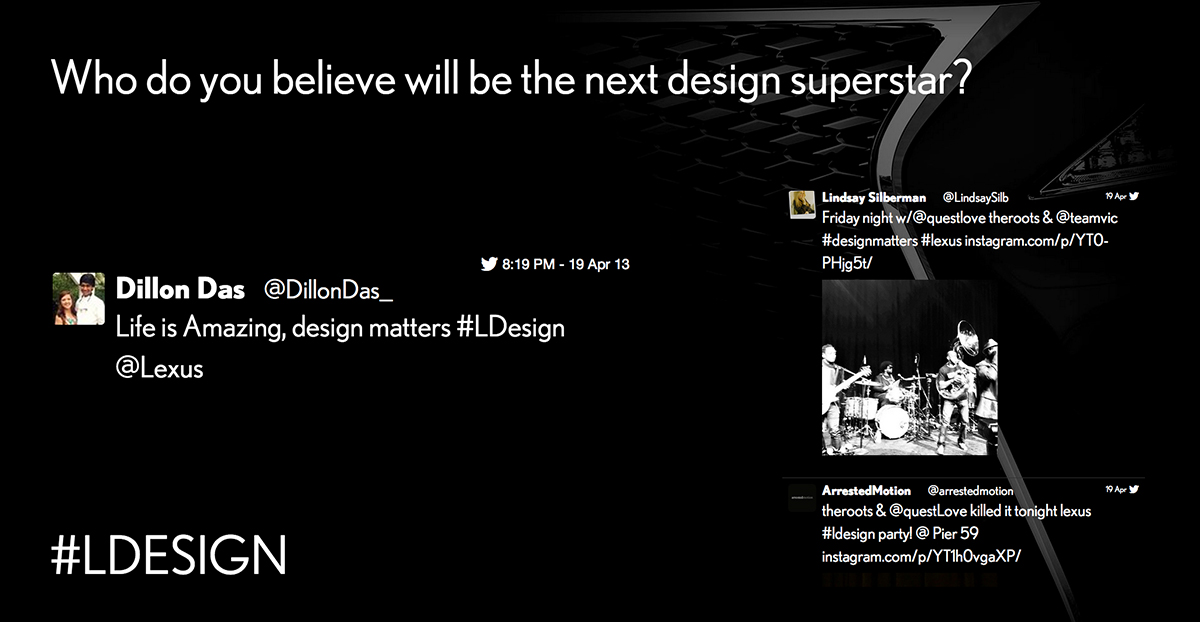 Who do you believe will be the next design superstar?
8:19 PM - 19 Apr 13
Dillon Das @DillonDas_
Life is Amazing, design matters #LDesign
@Lexus
#LDESIGN
Lindsay Silberman @LindsaySilb 19 Apr
Friday night w/@questlove theroots & @teamvic
#designmatters #lexus instagram.com/p/YT0-
PHjg5t/
ArrestedMotion @arrestedmotion 19 Apr
theroots & @questLove killed it tonight lexus
#ldesign party! @ Pier 59
instagram.com/p/YT1h0vgaXP/